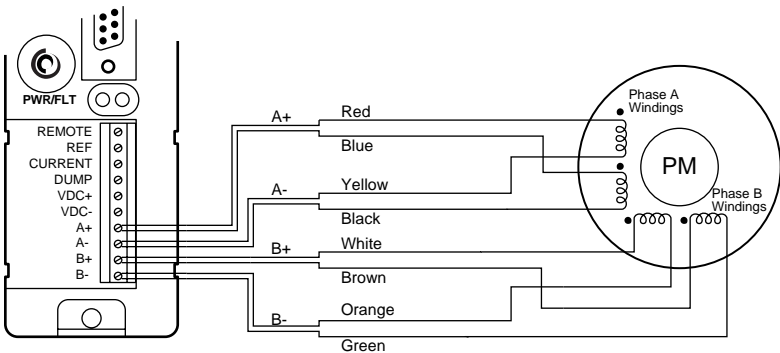 PWR/FLT
REMOTE
REF
CURRENT
DUMP
VDC+
VDC-
A+
A-
B+
B-
A+
Red
Blue
A-
Yellow
Black
B+
White
Brown
B-
Orange
Green
Phase A
Windings
PM
Phase B
Windings